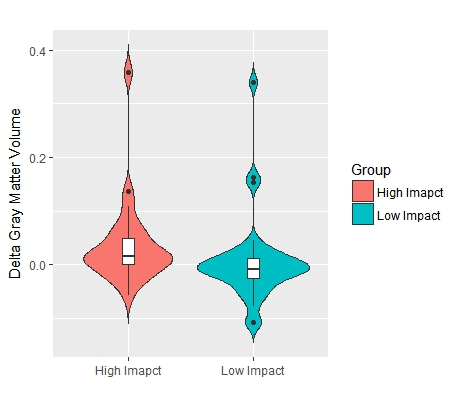 Delta Gray Matter Volume
0.4
0.2
0.0
High Imapct
Low Impact
Group
High Imapct
Low Impact